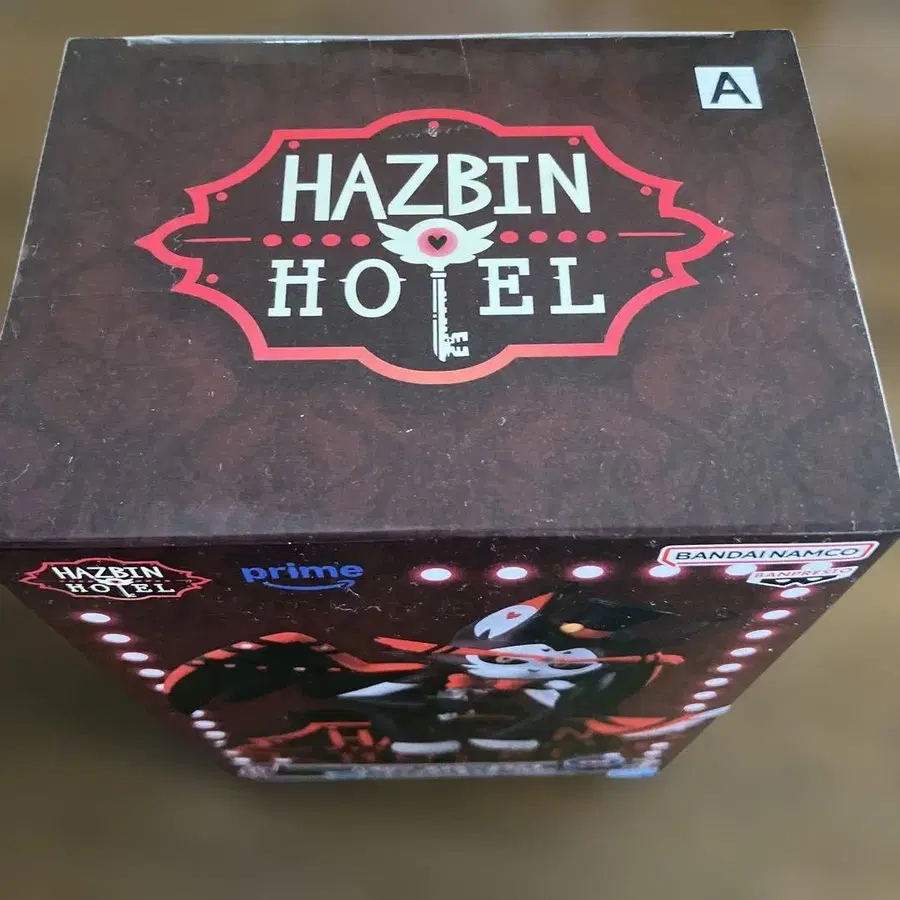 A
HAZBIN
HOTEL
HAZBIN
HOTEL
prime
BANDAI NAMCO
BANPRESTO